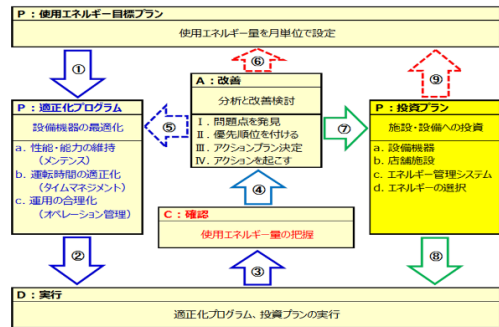 P：使用エネルギー目標プラン
使用エネルギー量を月単位で設定
①
⑥
⑨
A：改善
分析と改善検討
Ⅰ. 問題点を発見
Ⅱ. 優先順位を付ける
Ⅲ. アクションプラン決定
Ⅳ. アクションを起こす
P：適正化プログラム
設備機器の最適化
a. 性能・能力の維持
（メンテンス）
b. 運転時間の適正化
（タイムマネジメント）
c. 運用の合理化
（オペレーション管理）
⑤
⑦
P：投資プラン
施設・設備への投資
a. 設備機器
b. 店舗施設
c. エネルギー管理システム
d. エネルギーの選択
④
C：確認
使用エネルギー量の把握
②
③
⑧
D：実行
適正化プログラム、投資プランの実行